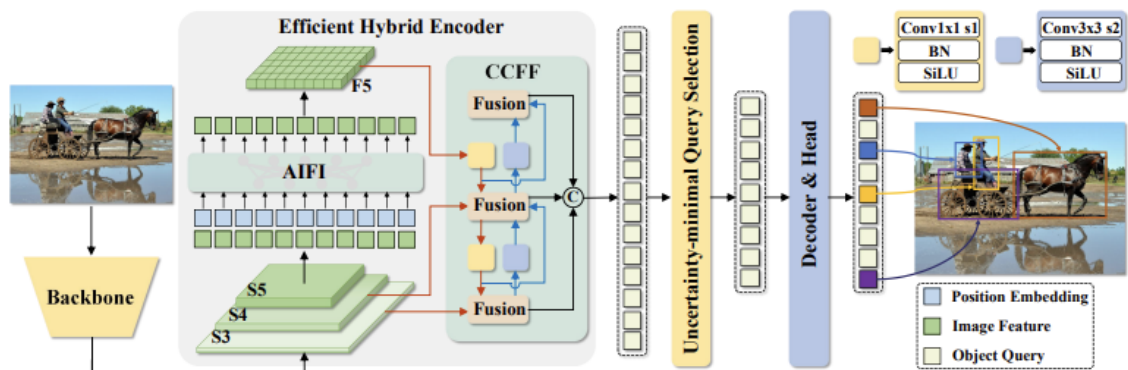 Efficient Hybrid Encoder
Backbone
F5
AIFI
S5
S4
S3
CCFF
Fusion
Fusion
Fusion
C
Uncertainty-minimal Query Selection
Decoder & Head
Conv1x1 s1
BN
SiLU
Conv3x3 s2
BN
SiLU
Position Embedding
Image Feature
Object Query